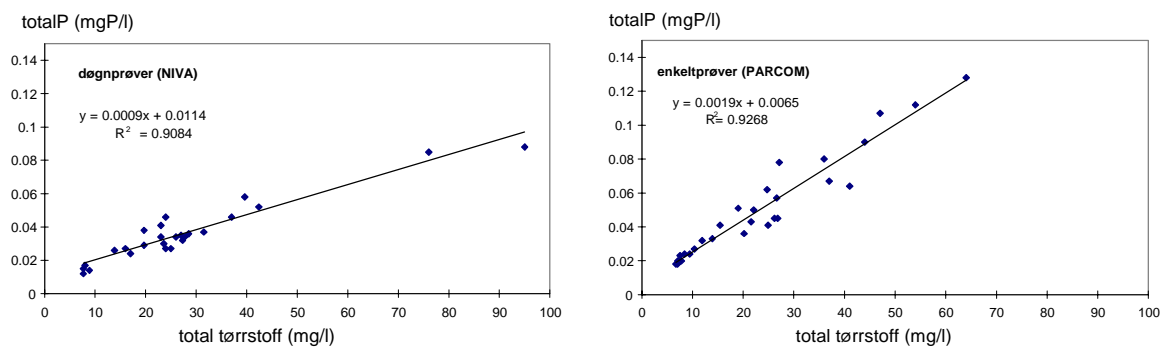 totalP (mgP/l)
0.14
0.12
0.1
0.08
0.06
0.04
0.02
0
døgnprøver (NIVA)
y = 0.0009x + 0.0114
R² = 0.9084
0 10 20 30 40 50 60 70 80 90 100
total tørrstoff (mg/l)
totalP (mgP/l)
0.14
0.12
0.1
0.08
0.06
0.04
0.02
0
enkeltprøver (PARCOM)
y = 0.0019x + 0.0065
R²= 0.9268
0 10 20 30 40 50 60 70 80 90 100
total tørrstoff (mg/l)